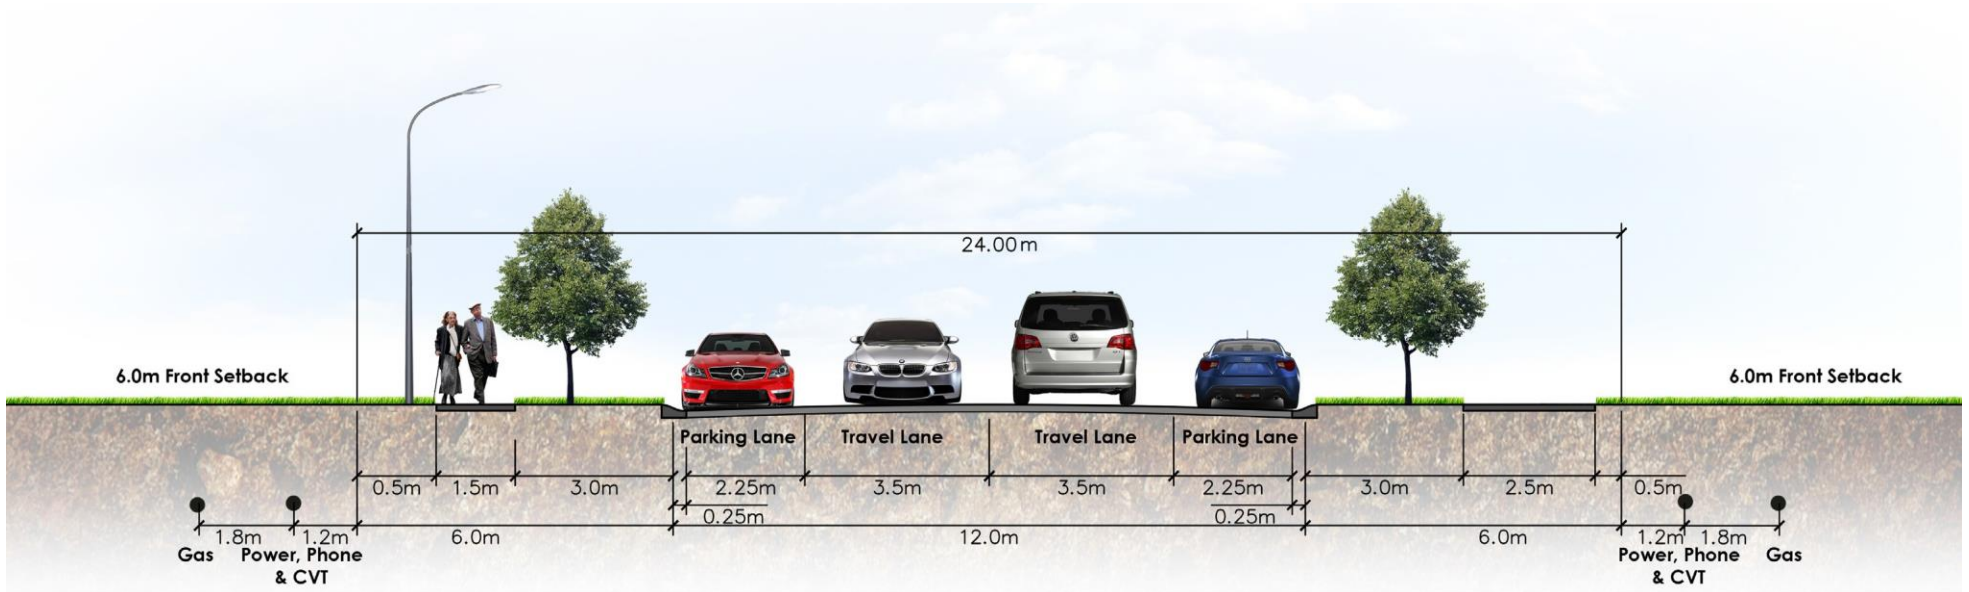 24.00m
6.0m Front Setback
6.0m Front Setback
Parking Lane
Travel Lane
Travel Lane
Parking Lane
0.5m
1.5m
3.0m
2.25m
3.5m
3.5m
2.25m
3.0m
2.5m
0.5m
0.25m
0.25m
1.8m
1.2m
6.0m
12.0m
6.0m
1.2m
1.8m
Gas
Power, Phone
& CVT
Power, Phone
& CVT
Gas